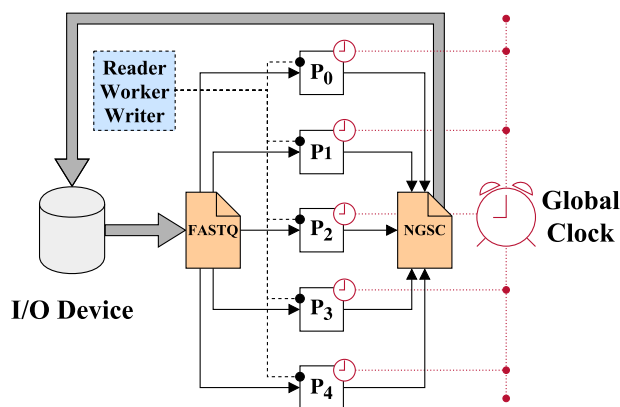 Reader
Worker
Writer
P0
P1
P2
P3
P4
FASTQ
NGSC
Global
Clock
I/O Device